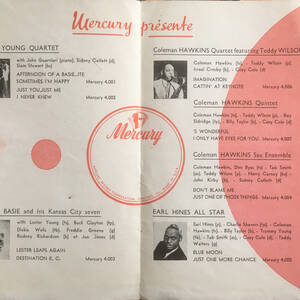 Mercury présente
YOUNG QUARTET
with John Guarnieri (piano), Sidney Catlett (d),
Slam Stewart (b).
AFTERNOON OF A BASIE...ITE
SOMETIMES I'M HAPPY Mercury 4.001
JUST YOU, JUST ME
I NEVER KNEW Mercury 4.002
Mercury
BASIE and his Kansas City seven
with Lester Young (ts), Buck Clayton (tp),
Dickie Wells (tb), Freddie Greene (g)
Rodney Richardson (b) et Joe Jones (d)
LESTER LEAPS AGAIN
DESTINATION K. C. Mercury 4.003
Coleman HAWKINS Quartet featuring Teddy WILSON
Coleman Hawkins (ts), - Teddy Wilson (p),
Israel Crosby (b), - Cozy Cole (d)
IMAGINATION
CATTIN' AT KEYNOTE Mercury 4.006
Coleman HAWKINS Quintet
Coleman Hawkins (ts), - Teddy Wilson (p), - Roy
Eldridge (tp), - Billy Taylor (b), - Cozy Cole (d)
'S WONDERFUL
I ONLY HAVE EYES FOR YOU Mercury 4.007
Coleman HAWKINS Sax Ensemble
Coleman Hawkins, Don Byas (ts), - Tab Smith
(as), - Teddy Wilson (p), - Harry Carney (bs) -
John Kirby (b), - Sidney Catlett (d)
DON'T BLAME ME
JUST ONE OF THOSE THINGS Mercury 4.009
EARL HINES ALL STAR
Earl Hines (p), - Charlie Shavers (tp), - Coleman
Hawkins (ts), - Billy Taylor (b), - Trummy Young
(tb), - Tab Smith (as), - Cozy Cole (d), - Teddy
Walters (g)
BLUE MOON
JUST ONE MORE CHANCE Mercury 4.005